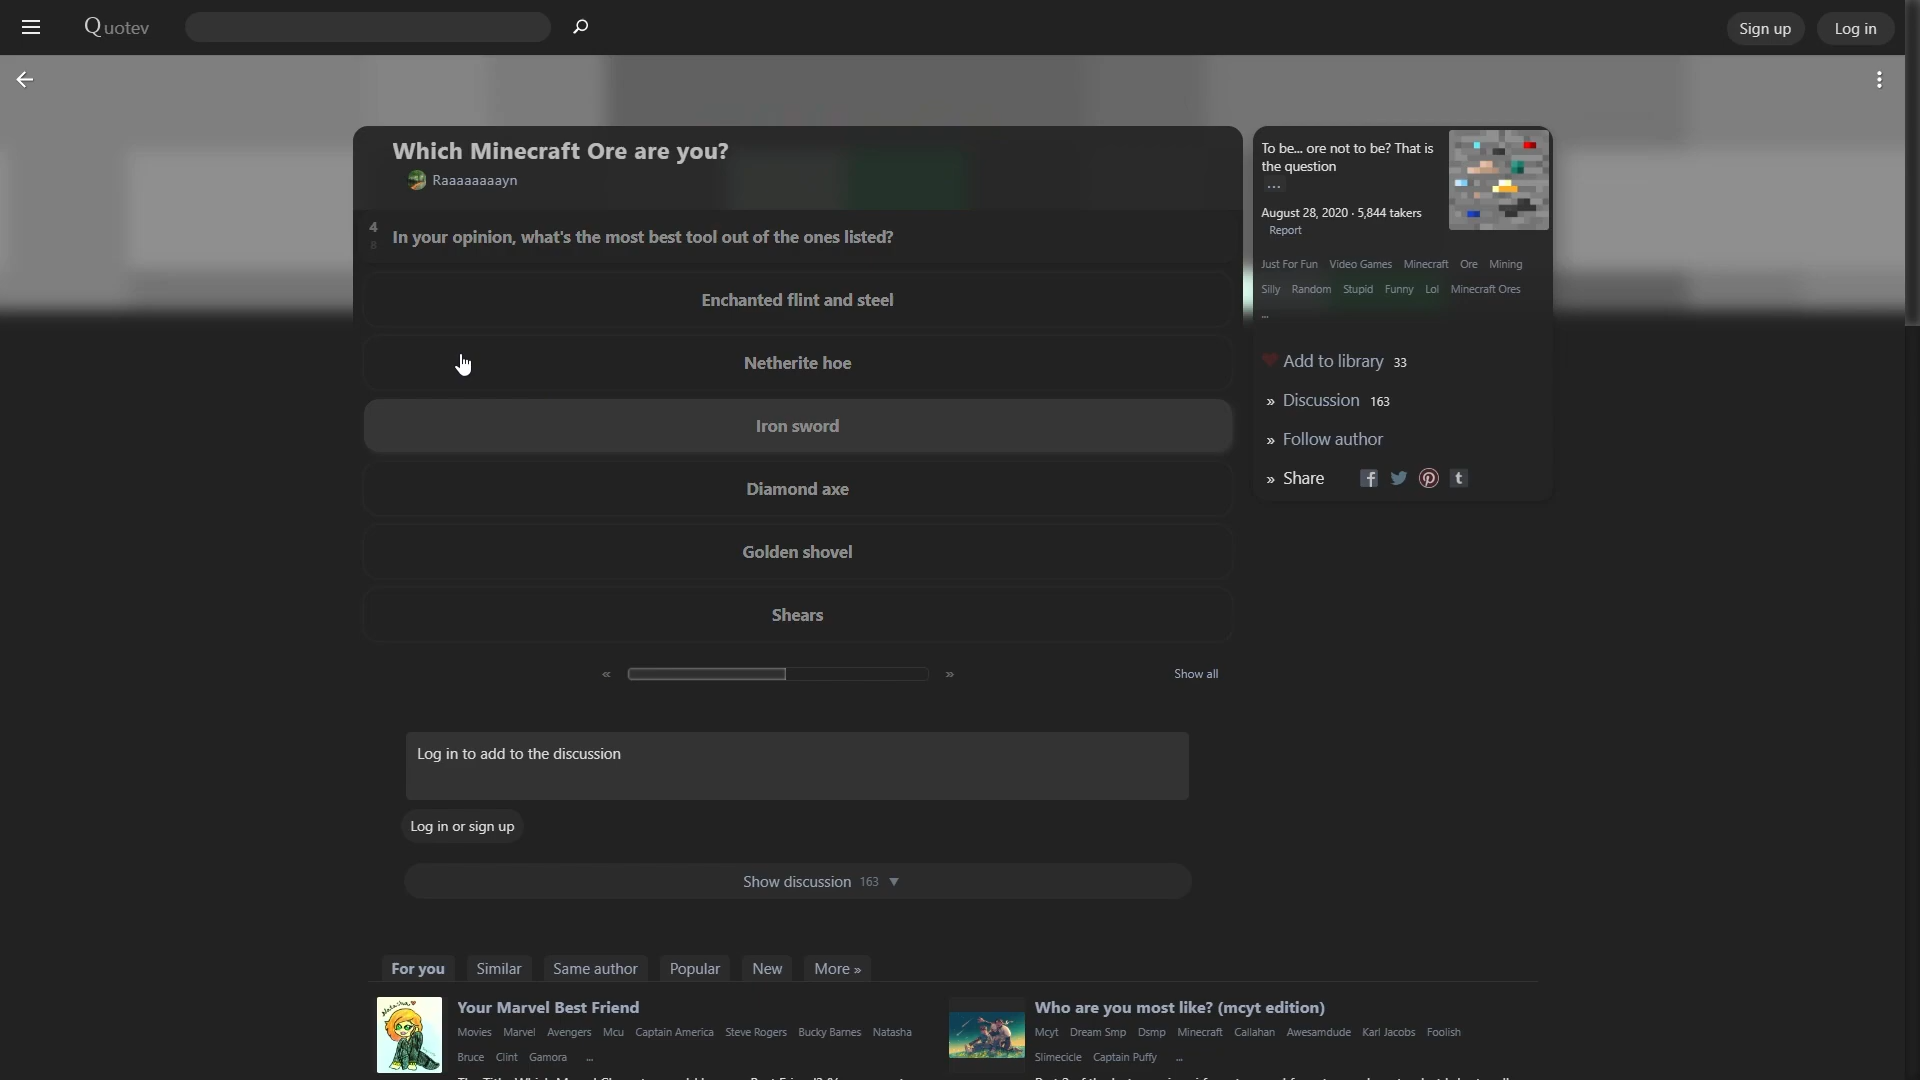 Quotev
Sign up
Log in
Which Minecraft Ore are you?
Raaaaaaaayn
4
8
In your opinion, what's the most best tool out of the ones listed?
Enchanted flint and steel
Netherite hoe
Iron sword
Diamond axe
Golden shovel
Shears
«
»
Show all
To be... ore not to be? That is
the question
...
August 28, 2020 · 5,844 takers
Report
Just For Fun Video Games Minecraft Ore Mining
Silly Random Stupid Funny Lol Minecraft Ores
...
Add to library 33
» Discussion 163
» Follow author
» Share
Log in to add to the discussion
Log in or sign up
Show discussion 163 ▼
For you Similar Same author Popular New More »
Your Marvel Best Friend
Movies Marvel Avengers Mcu Captain America Steve Rogers Bucky Barnes Natasha
Bruce Clint Gamora ...
Who are you most like? (mcyt edition)
Mcyt Dream Smp Dsmp Minecraft Callahan Awesamdude Karl Jacobs Foolish
Slimecicle Captain Puffy ...